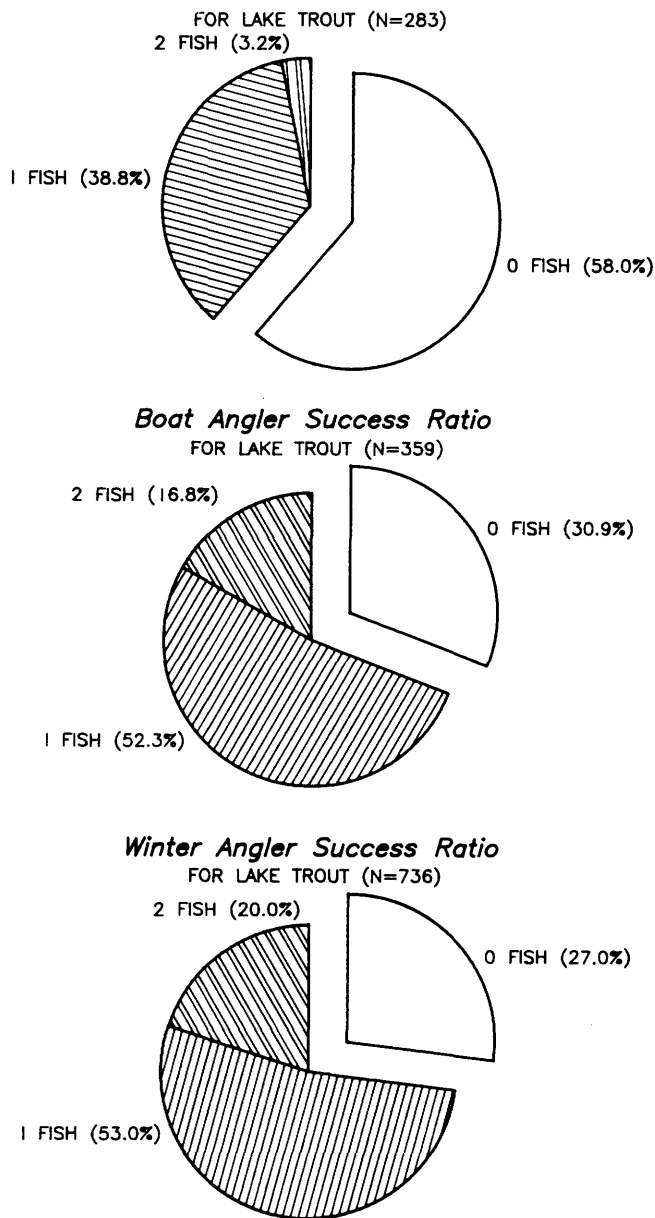 FOR LAKE TROUT (N=283)
2 FISH (3.2%)
1 FISH (38.8%)
0 FISH (58.0%)
Boat Angler Success Ratio
FOR LAKE TROUT (N=359)
2 FISH (16.8%)
0 FISH (30.9%)
1 FISH (52.3%)
Winter Angler Success Ratio
FOR LAKE TROUT (N=736)
2 FISH (20.0%)
0 FISH (27.0%)
1 FISH (53.0%)